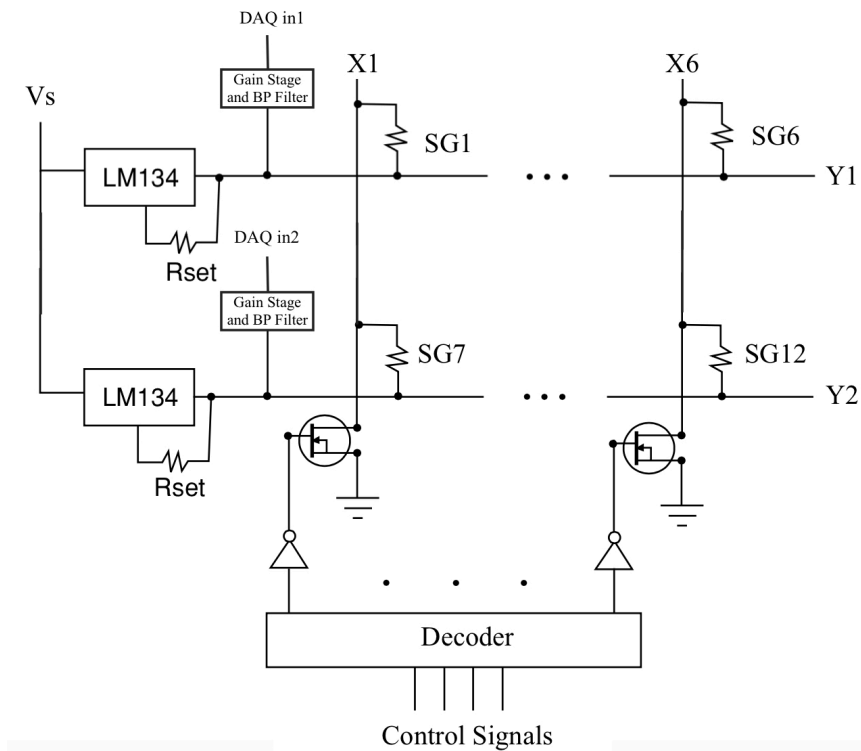 DAQ in1
X1
X6
Gain Stage
and BP Filter
Vs
SG1
SG6
LM134
Y1
Rset
DAQ in2
Gain Stage
and BP Filter
SG7
SG12
LM134
Y2
Rset
Decoder
Control Signals